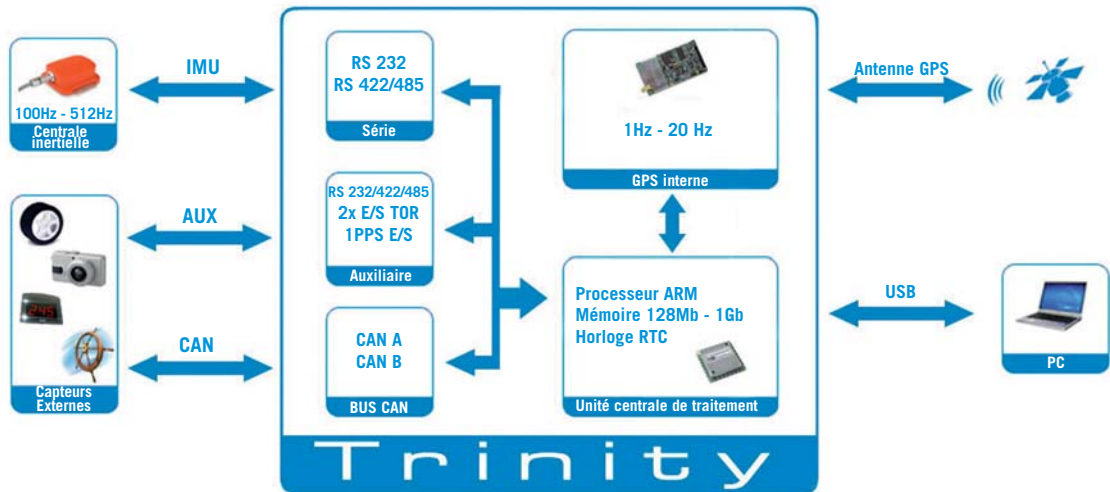 IMU
100Hz - 512Hz
Centrale
inertielle
AUX
CAN
245
Capteurs
Externes
RS 232
RS 422/485
Série
RS 232/422/485
2x E/S TOR
1PPS E/S
Auxiliaire
CAN A
CAN B
BUS CAN
1Hz - 20 Hz
GPS interne
Processeur ARM
Mémoire 128Mb - 1Gb
Horloge RTC
Unité centrale de traitement
Antenne GPS
USB
PC
Trinity